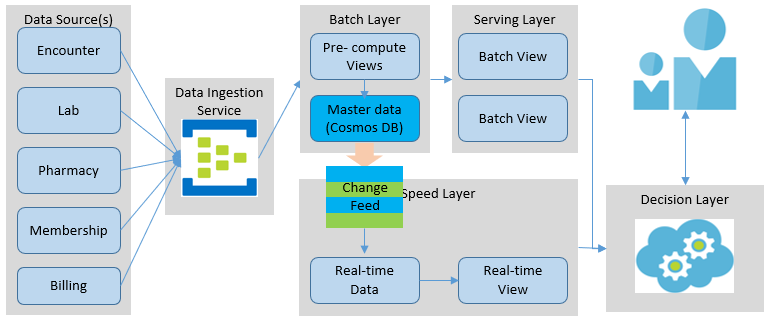 Data Source(s)
Encounter
Lab
Pharmacy
Membership
Billing
Data Ingestion
Service
Batch Layer
Pre- compute
Views
Master data
(Cosmos DB)
Serving Layer
Batch View
Batch View
Change
Feed
Speed Layer
Real-time
Data
Real-time
View
Decision Layer